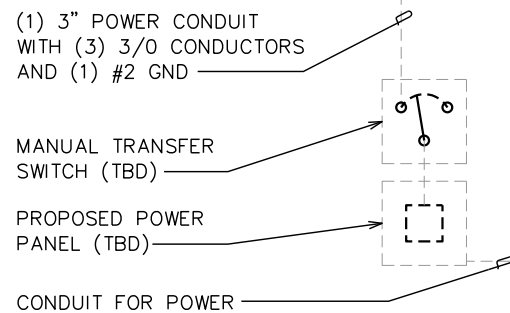 (1) 3" POWER CONDUIT
WITH (3) 3/0 CONDUCTORS
AND (1) #2 GND
MANUAL TRANSFER
SWITCH (TBD)
PROPOSED POWER
PANEL (TBD)
CONDUIT FOR POWER